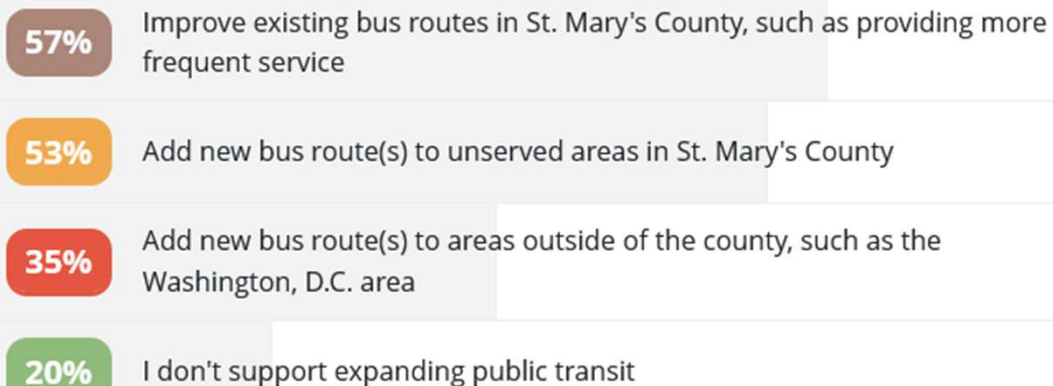 57% Improve existing bus routes in St. Mary's County, such as providing more
frequent service
53% Add new bus route(s) to unserved areas in St. Mary's County
35% Add new bus route(s) to areas outside of the county, such as the
Washington, D.C. area
20% I don't support expanding public transit